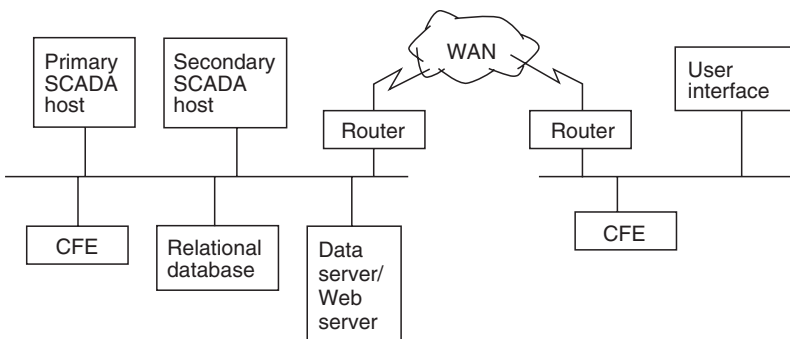 Primary
SCADA
host
Secondary
SCADA
host
WAN
User
interface
Router
Router
CFE
Relational
database
Data
server/
Web
server
CFE